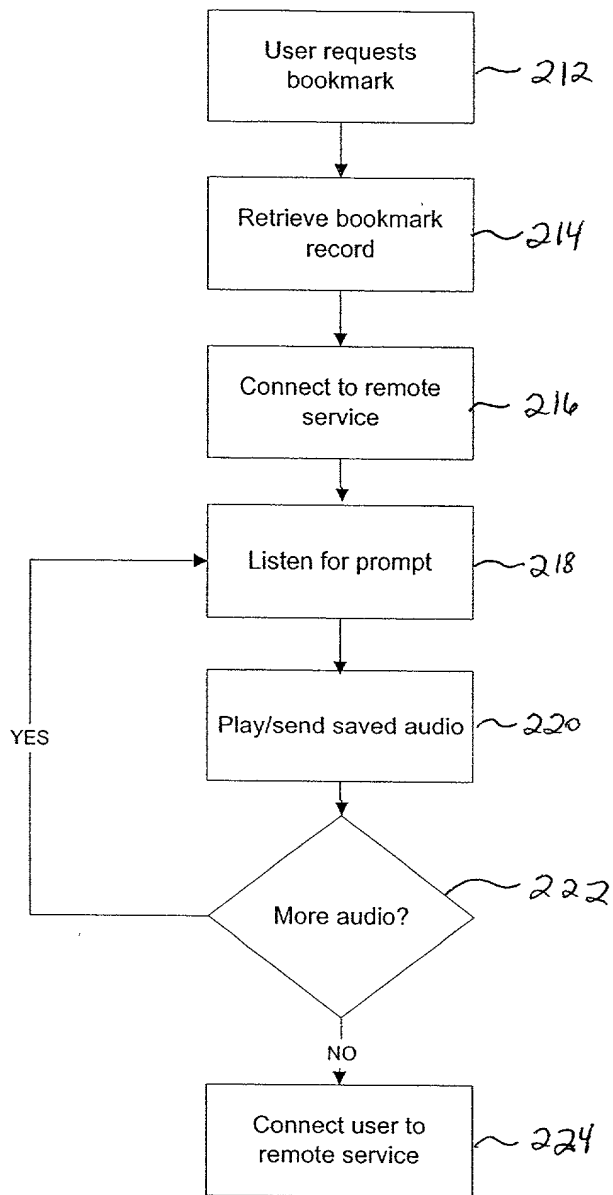 User requests
bookmark
212
Retrieve bookmark
record
214
Connect to remote
service
216
Listen for prompt
218
Play/send saved audio
220
YES
More audio?
222
NO
Connect user to
remote service
224